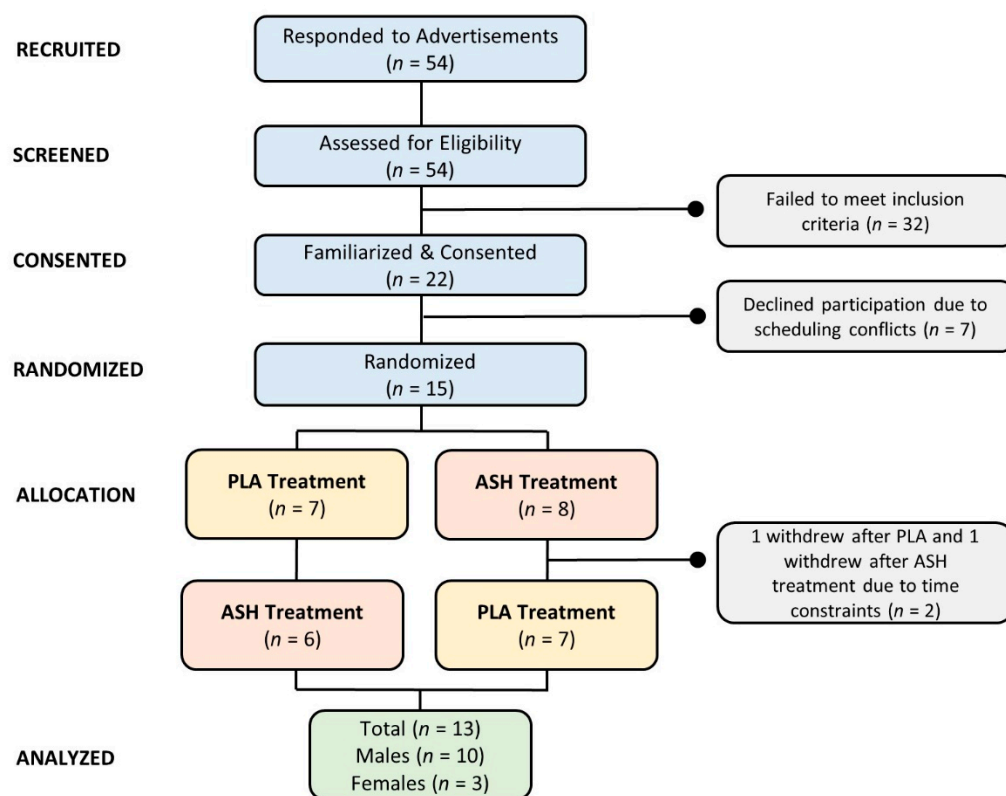 RECRUITED
Responded to Advertisements
(n = 54)
SCREENED
Assessed for Eligibility
(n = 54)
Failed to meet inclusion
criteria (n = 32)
CONSENTED
Familiarized & Consented
(n = 22)
Declined participation due to
scheduling conflicts (n = 7)
RANDOMIZED
Randomized
(n = 15)
ALLOCATION
PLA Treatment
(n = 7)
ASH Treatment
(n = 8)
1 withdrew after PLA and 1
withdrew after ASH
treatment due to time
constraints (n = 2)
ASH Treatment
(n = 6)
PLA Treatment
(n = 7)
ANALYZED
Total (n = 13)
Males (n = 10)
Females (n = 3)